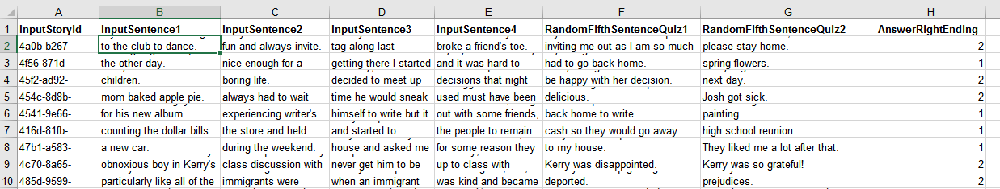 A B C D E F G H
1 InputStoryid InputSentence1 InputSentence2 InputSentence3 InputSentence4 RandomFifthSentenceQuiz1 RandomFifthSentenceQuiz2 AnswerRightEnding
2 4a0b-b267- to the club to dance. fun and always invite. tag along last broke a friend's toe. inviting me out as I am so much please stay home. 2
3 4f56-871d- the other day. nice enough for a getting there I started and it was hard to had to go back home. spring flowers. 1
4 45f2-ad92- children. boring life. decided to meet up decisions that night be happy with her decision. next day. 2
5 454c-8d8b- mom baked apple pie. always had to wait time he would sneak used must have been delicious. Josh got sick. 2
6 4541-9e66- for his new album. experiencing writer's himself to write but it out with some friends, back home to write. painting. 1
7 416d-81fb- counting the dollar bills the store and held and started to the people to remain cash so they would go away. high school reunion. 1
8 47b1-a583- a new car. during the weekend. house and asked me for some reason they to my house. They liked me a lot after that. 1
9 4c70-8a65- obnoxious boy in Kerry's class discussion with never get him to be up to class with Kerry was disappointed. Kerry was so grateful! 2
10 485d-9599- particularly like all of the immigrants were when an immigrant was kind and became deported. prejudices. 2